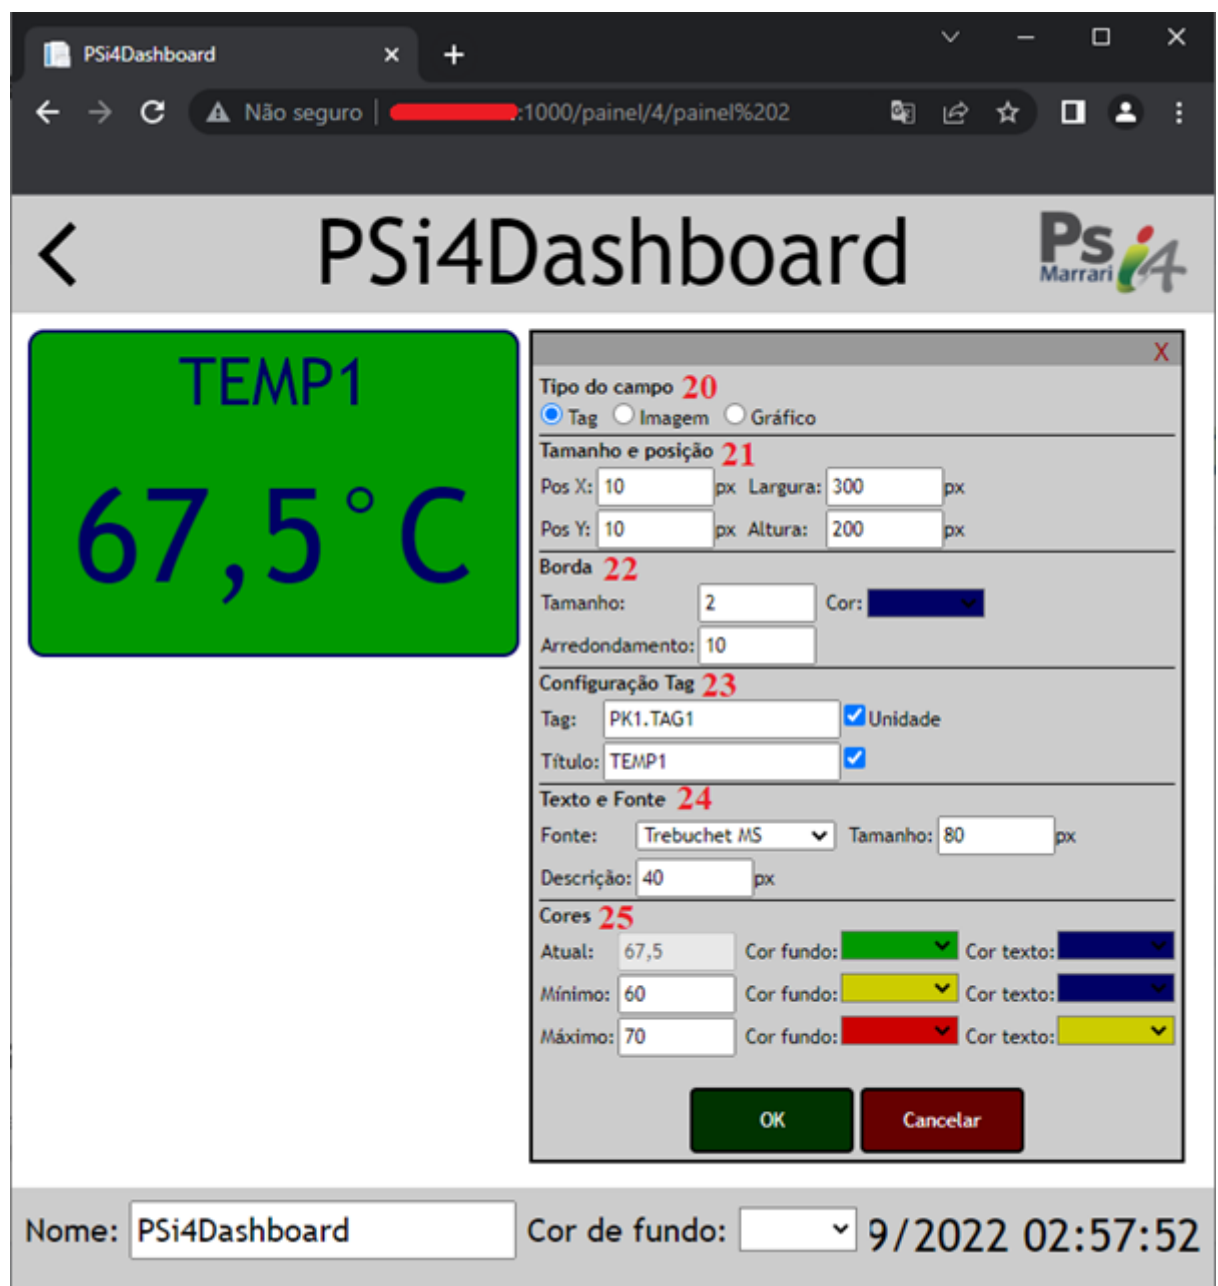 PSi4Dashboard
Não seguro :1000/painel/4/painel%202
PSi4Dashboard
Ps i4
Marrari
TEMP1
67,5°C
X
Tipo do campo 20
Tag Imagem Gráfico
Tamanho e posição 21
Pos X: 10 px Largura: 300 px
Pos Y: 10 px Altura: 200 px
Borda 22
Tamanho: 2 Cor:
Arredondamento: 10
Configuração Tag 23
Tag: PK1.TAG1 Unidade
Título: TEMP1
Texto e Fonte 24
Fonte: Trebuchet MS Tamanho: 80 px
Descrição: 40 px
Cores 25
Atual: 67,5 Cor fundo: Cor texto:
Mínimo: 60 Cor fundo: Cor texto:
Máximo: 70 Cor fundo: Cor texto:
OK Cancelar
Nome: PSi4Dashboard Cor de fundo: 9/2022 02:57:52